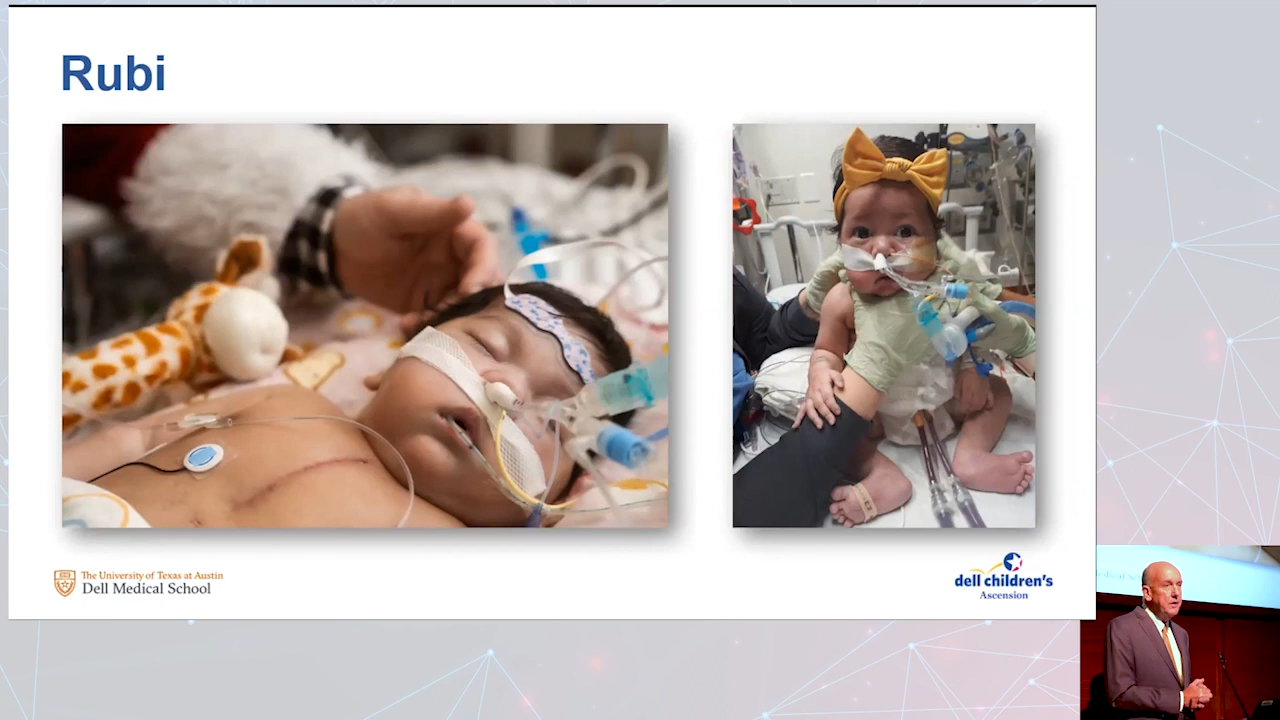 Rubi
The University of Texas at Austin
Dell Medical School
dell children's
Ascension